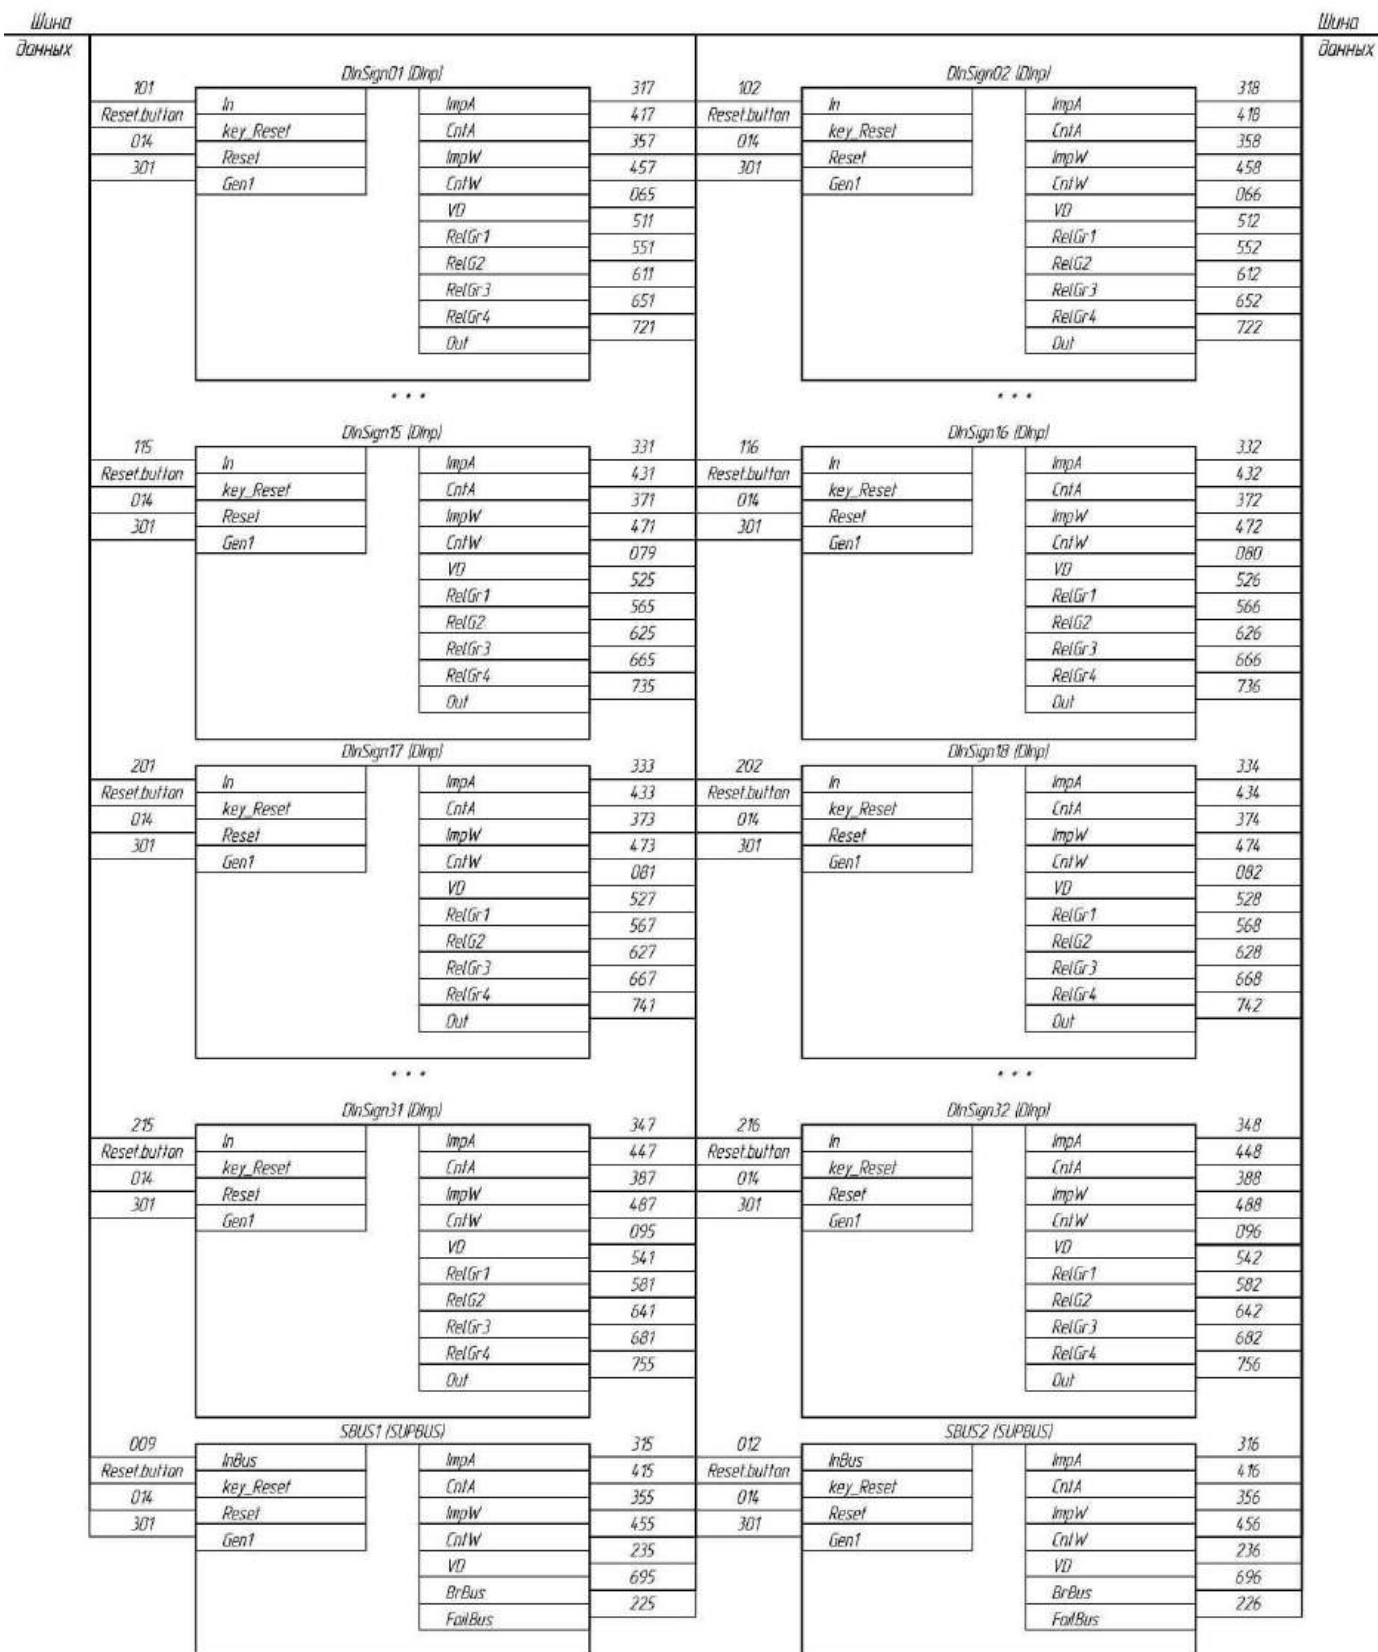 Шина
данных
Шина
данных
DInSign01 (DInp)
101
Reset.button
014
301
In
key_Reset
Reset
Gen1
ImpA
CntA
ImpW
CntW
VD
RelGr1
RelG2
RelGr3
RelGr4
Out
317
417
357
457
065
511
551
611
651
721
DInSign02 (DInp)
102
Reset.button
014
301
In
key_Reset
Reset
Gen1
ImpA
CntA
ImpW
CntW
VD
RelGr1
RelG2
RelGr3
RelGr4
Out
318
418
358
458
066
512
552
612
652
722
* * *
* * *
DInSign15 (DInp)
115
Reset.button
014
301
In
key_Reset
Reset
Gen1
ImpA
CntA
ImpW
CntW
VD
RelGr1
RelG2
RelGr3
RelGr4
Out
331
431
371
471
079
525
565
625
665
735
DInSign16 (DInp)
116
Reset.button
014
301
In
key_Reset
Reset
Gen1
ImpA
CntA
ImpW
CntW
VD
RelGr1
RelG2
RelGr3
RelGr4
Out
332
432
372
472
080
526
566
626
666
736
DInSign17 (DInp)
201
Reset.button
014
301
In
key_Reset
Reset
Gen1
ImpA
CntA
ImpW
CntW
VD
RelGr1
RelG2
RelGr3
RelGr4
Out
333
433
373
473
081
527
567
627
667
741
DInSign18 (DInp)
202
Reset.button
014
301
In
key_Reset
Reset
Gen1
ImpA
CntA
ImpW
CntW
VD
RelGr1
RelG2
RelGr3
RelGr4
Out
334
434
374
474
082
528
568
628
668
742
* * *
* * *
DInSign31 (DInp)
215
Reset.button
014
301
In
key_Reset
Reset
Gen1
ImpA
CntA
ImpW
CntW
VD
RelGr1
RelG2
RelGr3
RelGr4
Out
347
447
387
487
095
541
581
641
681
755
DInSign32 (DInp)
216
Reset.button
014
301
In
key_Reset
Reset
Gen1
ImpA
CntA
ImpW
CntW
VD
RelGr1
RelG2
RelGr3
RelGr4
Out
348
448
388
488
096
542
582
642
682
756
SBUS1 (SUPBUS)
009
Reset.button
014
301
InBus
key_Reset
Reset
Gen1
ImpA
CntA
ImpW
CntW
VD
BrBus
FailBus
315
415
355
455
235
695
225
SBUS2 (SUPBUS)
012
Reset.button
014
301
InBus
key_Reset
Reset
Gen1
ImpA
CntA
ImpW
CntW
VD
BrBus
FailBus
316
416
356
456
236
696
226